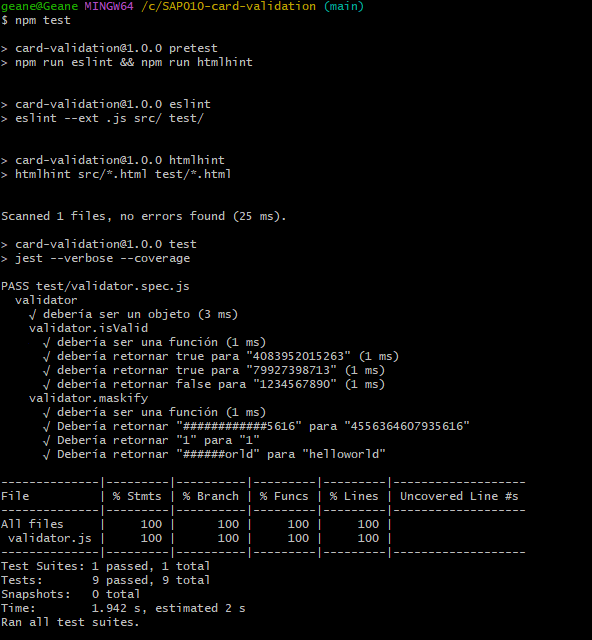 geane@Geane MINGW64 /c/SAP010-card-validation (main)
$ npm test
> card-validation@1.0.0 pretest
> npm run eslint && npm run htmlhint
> card-validation@1.0.0 eslint
> eslint --ext .js src/ test/
> card-validation@1.0.0 htmlhint
> htmlhint src/*.html test/*.html
Scanned 1 files, no errors found (25 ms).
> card-validation@1.0.0 test
> jest --verbose --coverage
PASS test/validator.spec.js
  validator
    √ debería ser un objeto (3 ms)
    validator.isValid
      √ debería ser una función (1 ms)
      √ debería retornar true para "4083952015263" (1 ms)
      √ debería retornar true para "79927398713" (1 ms)
      √ debería retornar false para "1234567890" (1 ms)
    validator.maskify
      √ debería ser una función (1 ms)
      √ Debería retornar "############5616" para "4556364607935616"
      √ Debería retornar "1" para "1"
      √ Debería retornar "######orld" para "helloworld"
--------------|---------|----------|---------|---------|-------------------
File          | % Stmts | % Branch | % Funcs | % Lines | Uncovered Line #s
--------------|---------|----------|---------|---------|-------------------
All files     |     100 |      100 |     100 |     100 |
 validator.js |     100 |      100 |     100 |     100 |
--------------|---------|----------|---------|---------|-------------------
Test Suites: 1 passed, 1 total
Tests:       9 passed, 9 total
Snapshots:   0 total
Time:        1.942 s, estimated 2 s
Ran all test suites.